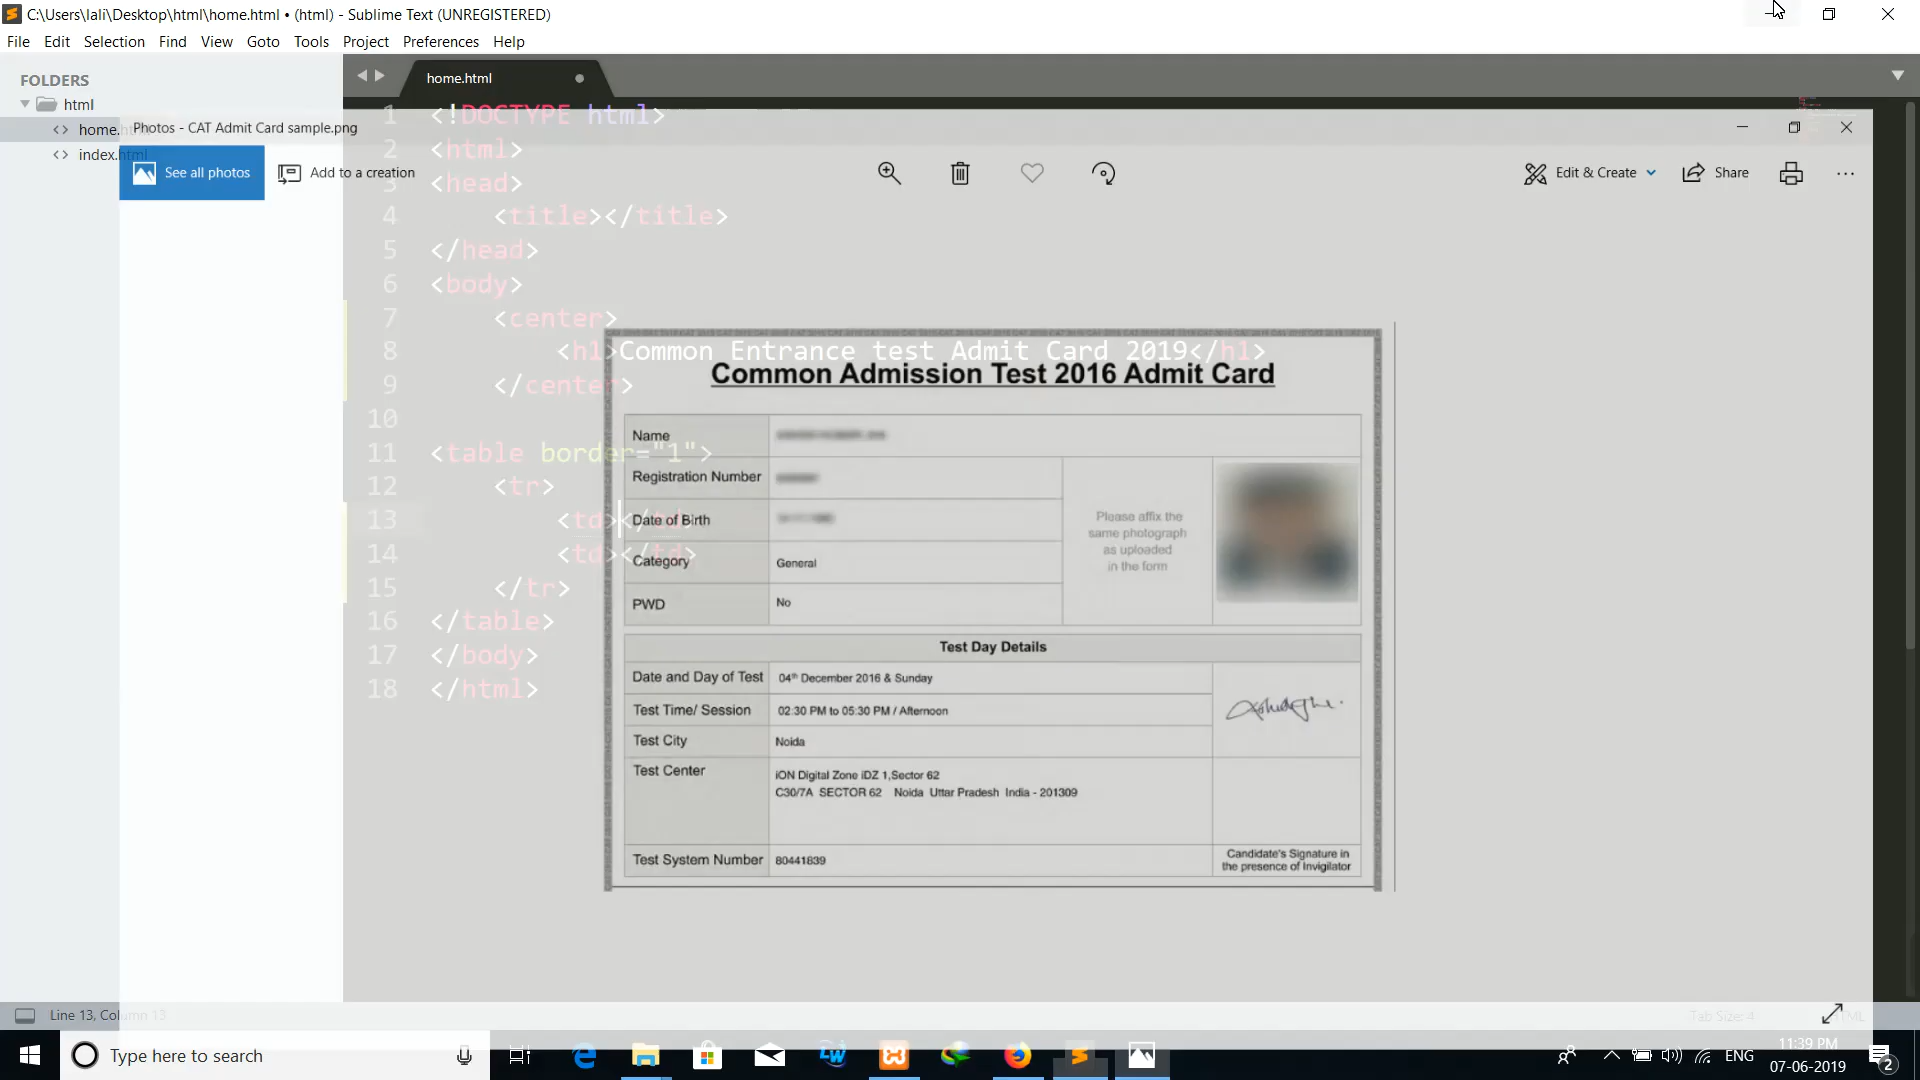 C:\Users\lali\Desktop\html\home.html • (html) - Sublime Text (UNREGISTERED)
File Edit Selection Find View Goto Tools Project Preferences Help
FOLDERS
html
home.
index.html
home.html
Photos - CAT Admit Card sample.png
See all photos
Add to a creation
Edit & Create
Share
1 <!DOCTYPE html>
2 <html>
3 <head>
4 <title></title>
5 </head>
6 <body>
7 <center>
8 <h1>Common Entrance test Admit Card 2019</h1>
9 </center>
10
11 <table border="1">
12 <tr>
13 <td></td>
14 <td></td>
15 </tr>
16 </table>
17 </body>
18 </html>
Common Admission Test 2016 Admit Card
Name
Registration Number
Date of Birth
Category General
PWD No
Please affix the
same photograph
as uploaded
in the form
Test Day Details
Date and Day of Test 04th December 2016 & Sunday
Test Time/ Session 02:30 PM to 05:30 PM / Afternoon
Test City Noida
Test Center iON Digital Zone iDZ 1,Sector 62
C30/7A SECTOR 62 Noida Uttar Pradesh India - 201309
Test System Number 80441839
Candidate's Signature in
the presence of Invigilator
Line 13, Column 13
Tab Size: 4
Type here to search
ENG
11:39 PM
07-06-2019
2